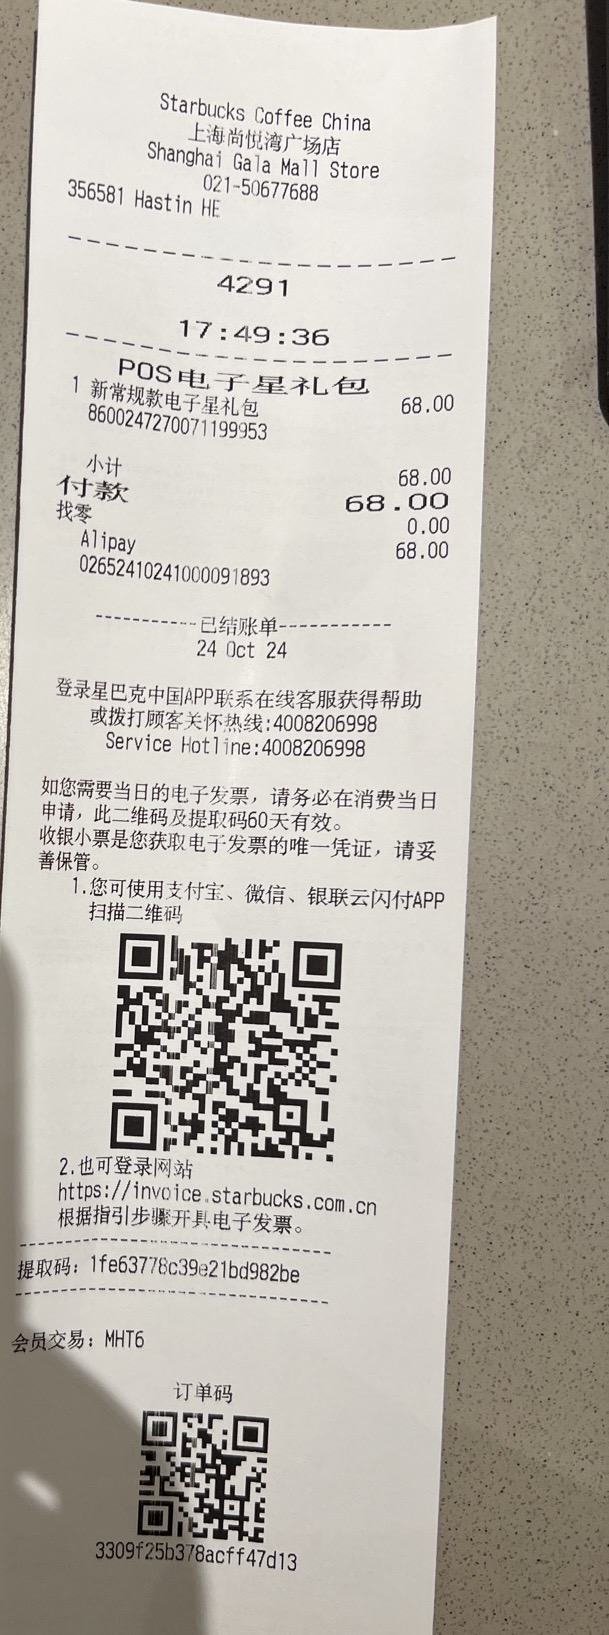 Starbucks Coffee China
上海尚悦湾广场店
Shanghai Gala Mall Store
021-50677688
356581 Hastin HE
4291
17:49:36
POS电子星礼包
1 新常规款电子星礼包 68.00
8600247270071199953
小计 68.00
付款 68.00
找零 0.00
Alipay 68.00
02652410241000091893
-----------已结账单-----------
24 Oct 24
登录星巴克中国APP联系在线客服获得帮助
或拨打顾客关怀热线:4008206998
Service Hotline:4008206998
如您需要当日的电子发票，请务必在消费当日
申请，此二维码及提取码60天有效。
收银小票是您获取电子发票的唯一凭证，请妥
善保管。
1.您可使用支付宝、微信、银联云闪付APP
扫描二维码
2.也可登录网站
https://invoice.starbucks.com.cn
根据指引步骤开具电子发票。
提取码：1fe63778c39e21bd982be
会员交易：MHT6
订单码
3309f25b378acff47d13